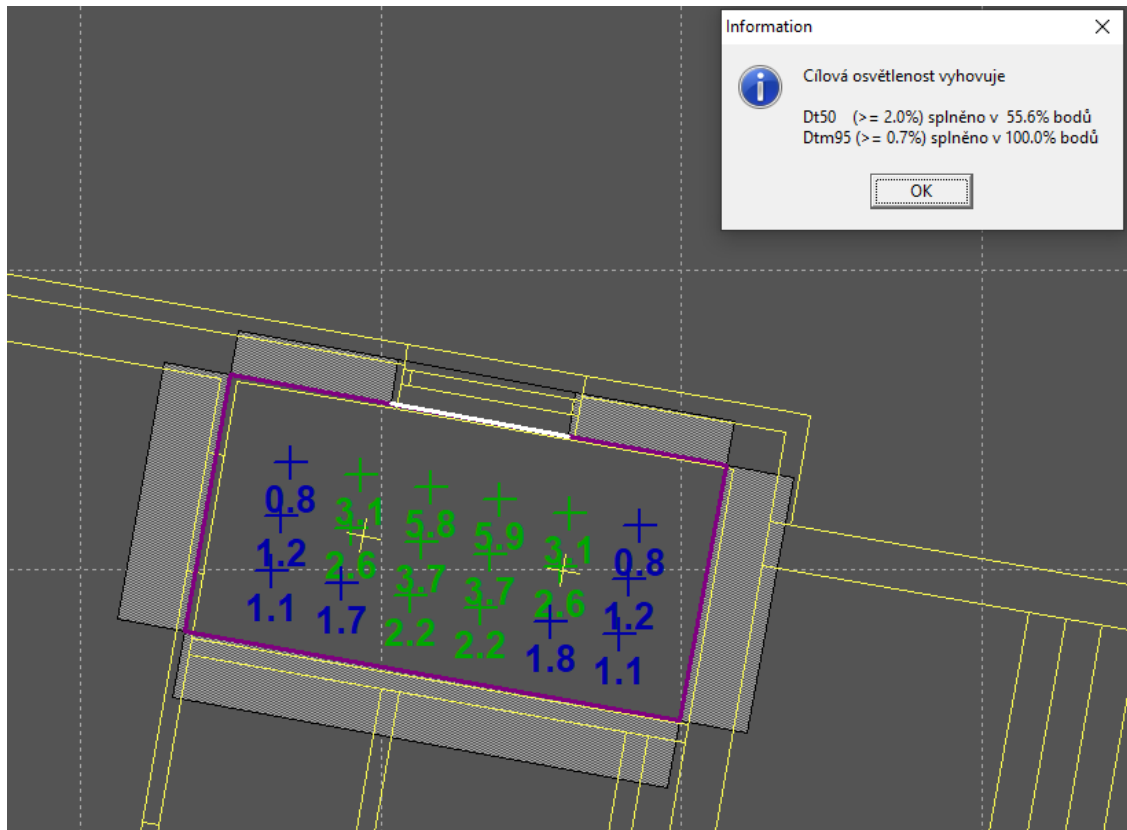 Information
Cílová osvětlenost vyhovuje
Dt50 (>= 2.0%) splněno v 55.6% bodů
Dtm95 (>= 0.7%) splněno v 100.0% bodů
OK
0.8 3.1 5.8 5.9 3.1 0.8
1.2 2.6 3.7 3.7 2.6 1.2
1.1 1.7 2.2 2.2 1.8 1.1